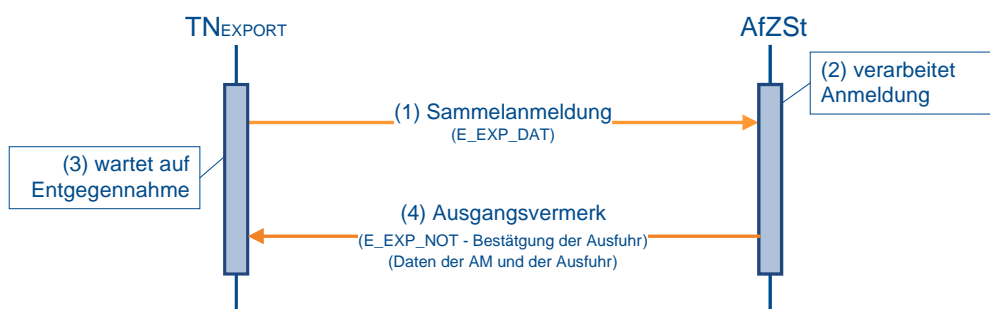 TNEXPORT
AfZSt
(2) verarbeitet
Anmeldung
(1) Sammelanmeldung
(E_EXP_DAT)
(3) wartet auf
Entgegennahme
(4) Ausgangsvermerk
(E_EXP_NOT - Bestätgung der Ausfuhr)
(Daten der AM und der Ausfuhr)